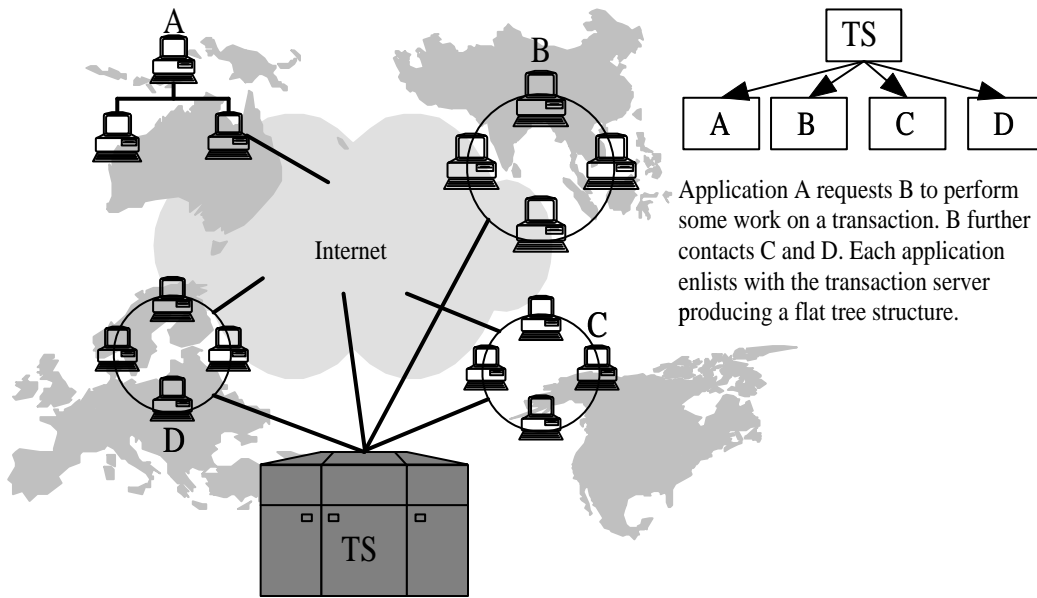 A
B
TS
A B C D
Application A requests B to perform
some work on a transaction. B further
contacts C and D. Each application
enlists with the transaction server
producing a flat tree structure.
Internet
C
D
TS